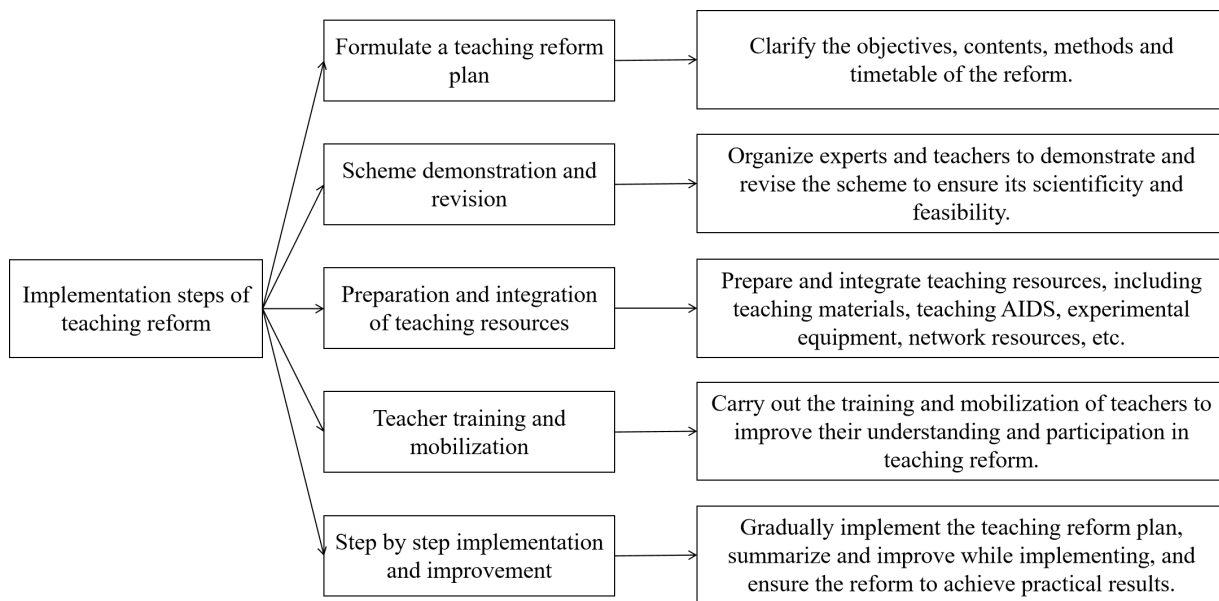 Implementation steps of
teaching reform
Formulate a teaching reform
plan
Clarify the objectives, contents, methods and
timetable of the reform.
Scheme demonstration and
revision
Organize experts and teachers to demonstrate and
revise the scheme to ensure its scientificity and
feasibility.
Preparation and integration
of teaching resources
Prepare and integrate teaching resources, including
teaching materials, teaching AIDS, experimental
equipment, network resources, etc.
Teacher training and
mobilization
Carry out the training and mobilization of teachers to
improve their understanding and participation in
teaching reform.
Step by step implementation
and improvement
Gradually implement the teaching reform plan,
summarize and improve while implementing, and
ensure the reform to achieve practical results.